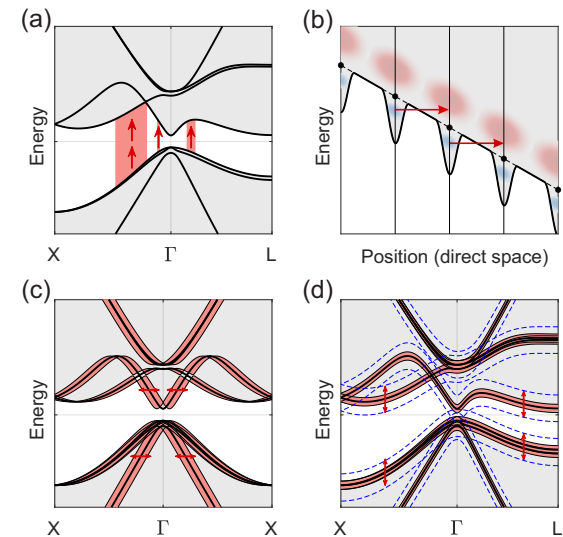 (a)
Energy
X Γ L
(b)
Energy
Position (direct space)
(c)
Energy
X Γ X
(d)
Energy
X Γ L